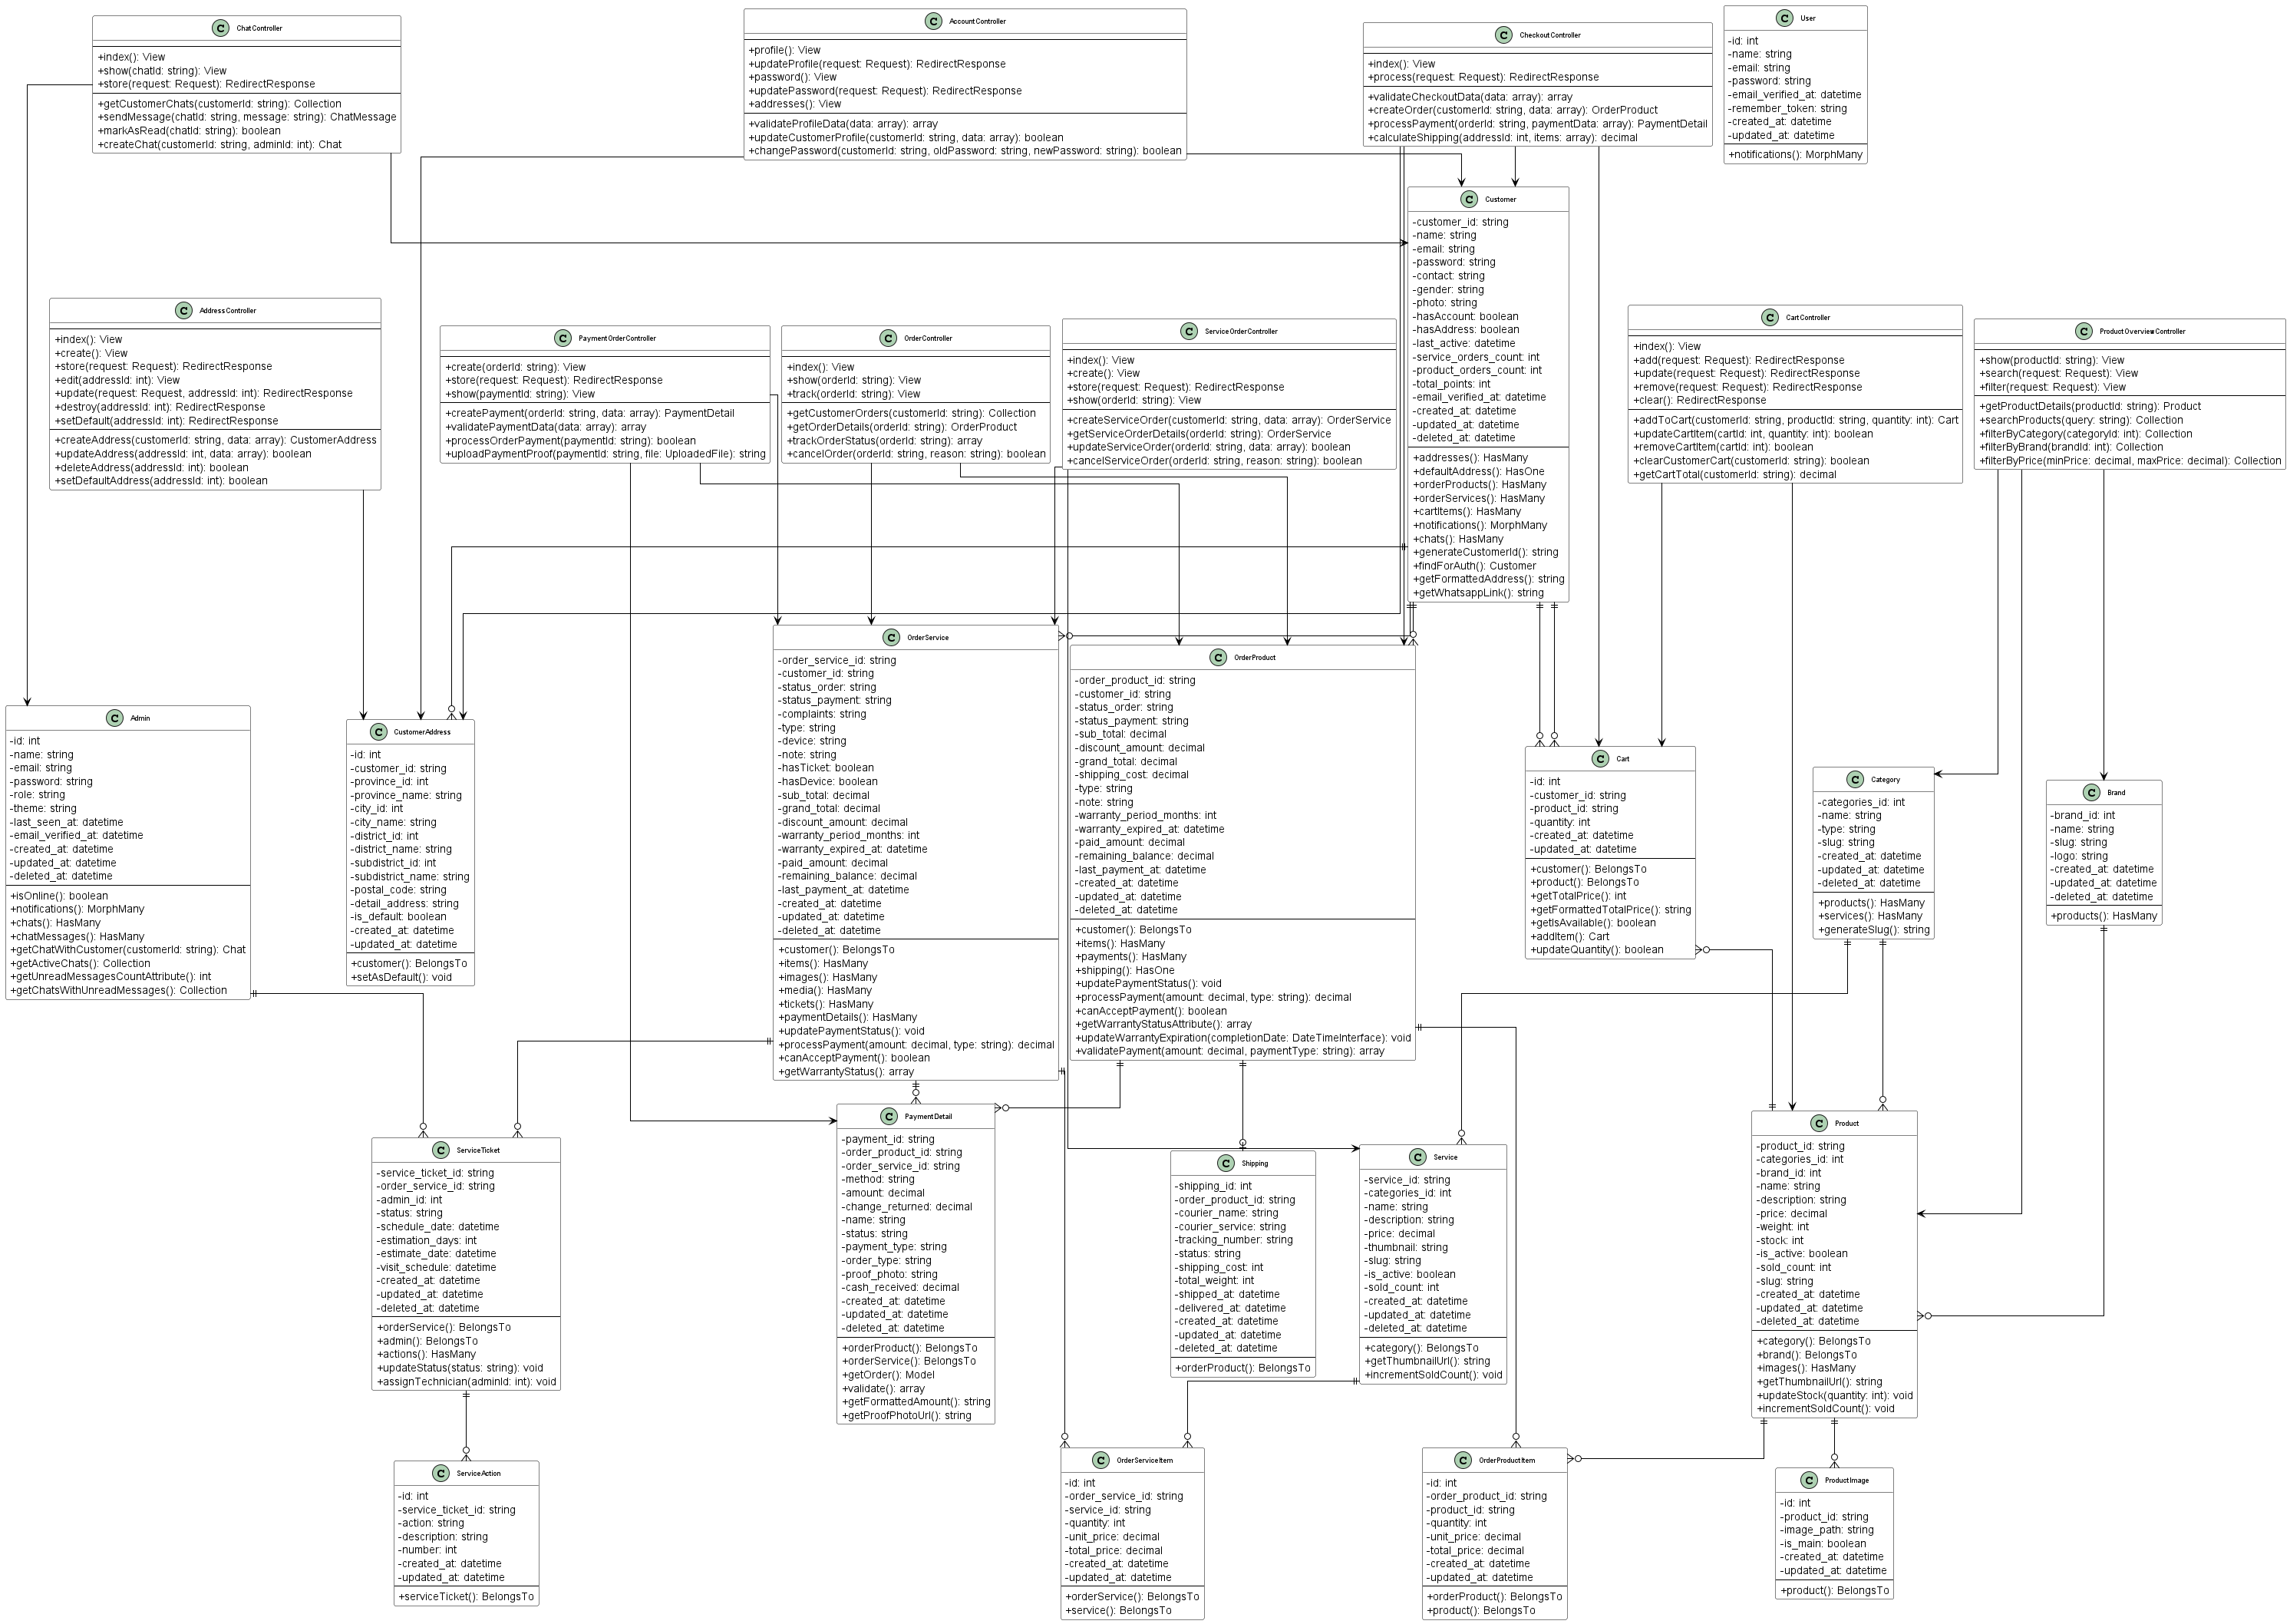 C ChatController
+index(): View
+show(chatId: string): View
+store(request: Request): RedirectResponse
+getCustomerChats(customerId: string): Collection
+sendMessage(chatId: string, message: string): ChatMessage
+markAsRead(chatId: string): boolean
+createChat(customerId: string, adminId: int): Chat
C AccountController
+profile(): View
+updateProfile(request: Request): RedirectResponse
+password(): View
+updatePassword(request: Request): RedirectResponse
+addresses(): View
+validateProfileData(data: array): array
+updateCustomerProfile(customerId: string, data: array): boolean
+changePassword(customerId: string, oldPassword: string, newPassword: string): boolean
C CheckoutController
+index(): View
+process(request: Request): RedirectResponse
+validateCheckoutData(data: array): array
+createOrder(customerId: string, data: array): OrderProduct
+processPayment(orderId: string, paymentData: array): PaymentDetail
+calculateShipping(addressId: int, items: array): decimal
C User
-id: int
-name: string
-email: string
-password: string
-email_verified_at: datetime
-remember_token: string
-created_at: datetime
-updated_at: datetime
+notifications(): MorphMany
C Customer
-customer_id: string
-name: string
-email: string
-password: string
-contact: string
-gender: string
-photo: string
-hasAccount: boolean
-hasAddress: boolean
-last_active: datetime
-service_orders_count: int
-product_orders_count: int
-total_points: int
-email_verified_at: datetime
-created_at: datetime
-updated_at: datetime
-deleted_at: datetime
+addresses(): HasMany
+defaultAddress(): HasOne
+orderProducts(): HasMany
+orderServices(): HasMany
+cartItems(): HasMany
+notifications(): MorphMany
+chats(): HasMany
+generateCustomerId(): string
+findForAuth(): Customer
+getFormattedAddress(): string
+getWhatsappLink(): string
C AddressController
+index(): View
+create(): View
+store(request: Request): RedirectResponse
+edit(addressId: int): View
+update(request: Request, addressId: int): RedirectResponse
+destroy(addressId: int): RedirectResponse
+setDefault(addressId: int): RedirectResponse
+createAddress(customerId: string, data: array): CustomerAddress
+updateAddress(addressId: int, data: array): boolean
+deleteAddress(addressId: int): boolean
+setDefaultAddress(addressId: int): boolean
C PaymentOrderController
+create(orderId: string): View
+store(request: Request): RedirectResponse
+show(paymentId: string): View
+createPayment(orderId: string, data: array): PaymentDetail
+validatePaymentData(data: array): array
+processOrderPayment(paymentId: string): boolean
+uploadPaymentProof(paymentId: string, file: UploadedFile): string
C OrderController
+index(): View
+show(orderId: string): View
+track(orderId: string): View
+getCustomerOrders(customerId: string): Collection
+getOrderDetails(orderId: string): OrderProduct
+trackOrderStatus(orderId: string): array
+cancelOrder(orderId: string, reason: string): boolean
C ServiceOrderController
+index(): View
+create(): View
+store(request: Request): RedirectResponse
+show(orderId: string): View
+createServiceOrder(customerId: string, data: array): OrderService
+getServiceOrderDetails(orderId: string): OrderService
+updateServiceOrder(orderId: string, data: array): boolean
+cancelServiceOrder(orderId: string, reason: string): boolean
C CartController
+index(): View
+add(request: Request): RedirectResponse
+update(request: Request): RedirectResponse
+remove(request: Request): RedirectResponse
+clear(): RedirectResponse
+addToCart(customerId: string, productId: string, quantity: int): Cart
+updateCartItem(cartId: int, quantity: int): boolean
+removeCartItem(cartId: int): boolean
+clearCustomerCart(customerId: string): boolean
+getCartTotal(customerId: string): decimal
C ProductOverviewController
+show(productId: string): View
+search(request: Request): View
+filter(request: Request): View
+getProductDetails(productId: string): Product
+searchProducts(query: string): Collection
+filterByCategory(categoryId: int): Collection
+filterByBrand(brandId: int): Collection
+filterByPrice(minPrice: decimal, maxPrice: decimal): Collection
C Admin
-id: int
-name: string
-email: string
-password: string
-role: string
-theme: string
-last_seen_at: datetime
-email_verified_at: datetime
-created_at: datetime
-updated_at: datetime
-deleted_at: datetime
+isOnline(): boolean
+notifications(): MorphMany
+chats(): HasMany
+chatMessages(): HasMany
+getChatWithCustomer(customerId: string): Chat
+getActiveChats(): Collection
+getUnreadMessagesCountAttribute(): int
+getChatsWithUnreadMessages(): Collection
C CustomerAddress
-id: int
-customer_id: string
-province_id: int
-province_name: string
-city_id: int
-city_name: string
-district_id: int
-district_name: string
-subdistrict_id: int
-subdistrict_name: string
-postal_code: string
-detail_address: string
-is_default: boolean
-created_at: datetime
-updated_at: datetime
+customer(): BelongsTo
+setAsDefault(): void
C OrderService
-order_service_id: string
-customer_id: string
-status_order: string
-status_payment: string
-complaints: string
-type: string
-device: string
-note: string
-hasTicket: boolean
-hasDevice: boolean
-sub_total: decimal
-grand_total: decimal
-discount_amount: decimal
-warranty_period_months: int
-warranty_expired_at: datetime
-paid_amount: decimal
-remaining_balance: decimal
-last_payment_at: datetime
-created_at: datetime
-updated_at: datetime
-deleted_at: datetime
+customer(): BelongsTo
+items(): HasMany
+images(): HasMany
+media(): HasMany
+tickets(): HasMany
+paymentDetails(): HasMany
+updatePaymentStatus(): void
+processPayment(amount: decimal, type: string): decimal
+canAcceptPayment(): boolean
+getWarrantyStatus(): array
C OrderProduct
-order_product_id: string
-customer_id: string
-status_order: string
-status_payment: string
-sub_total: decimal
-discount_amount: decimal
-grand_total: decimal
-shipping_cost: decimal
-type: string
-note: string
-warranty_period_months: int
-warranty_expired_at: datetime
-paid_amount: decimal
-remaining_balance: decimal
-last_payment_at: datetime
-created_at: datetime
-updated_at: datetime
-deleted_at: datetime
+customer(): BelongsTo
+items(): HasMany
+payments(): HasMany
+shipping(): HasOne
+updatePaymentStatus(): void
+processPayment(amount: decimal, type: string): decimal
+canAcceptPayment(): boolean
+getWarrantyStatusAttribute(): array
+updateWarrantyExpiration(completionDate: DateTimeInterface): void
+validatePayment(amount: decimal, paymentType: string): array
C Cart
-id: int
-customer_id: string
-product_id: string
-quantity: int
-created_at: datetime
-updated_at: datetime
+customer(): BelongsTo
+product(): BelongsTo
+getTotalPrice(): int
+getFormattedTotalPrice(): string
+getIsAvailable(): boolean
+addItem(): Cart
+updateQuantity(): boolean
C Category
-categories_id: int
-name: string
-type: string
-slug: string
-created_at: datetime
-updated_at: datetime
-deleted_at: datetime
+products(): HasMany
+services(): HasMany
+generateSlug(): string
C Brand
-brand_id: int
-name: string
-slug: string
-logo: string
-created_at: datetime
-updated_at: datetime
-deleted_at: datetime
+products(): HasMany
C ServiceTicket
-service_ticket_id: string
-order_service_id: string
-admin_id: int
-status: string
-schedule_date: datetime
-estimation_days: int
-estimate_date: datetime
-visit_schedule: datetime
-created_at: datetime
-updated_at: datetime
-deleted_at: datetime
+orderService(): BelongsTo
+admin(): BelongsTo
+actions(): HasMany
+updateStatus(status: string): void
+assignTechnician(adminId: int): void
C PaymentDetail
-payment_id: string
-order_product_id: string
-order_service_id: string
-method: string
-amount: decimal
-change_returned: decimal
-name: string
-status: string
-payment_type: string
-order_type: string
-proof_photo: string
-cash_received: decimal
-created_at: datetime
-updated_at: datetime
-deleted_at: datetime
+orderProduct(): BelongsTo
+orderService(): BelongsTo
+getOrder(): Model
+validate(): array
+getFormattedAmount(): string
+getProofPhotoUrl(): string
C Shipping
-shipping_id: int
-order_product_id: string
-courier_name: string
-courier_service: string
-tracking_number: string
-status: string
-shipping_cost: int
-total_weight: int
-shipped_at: datetime
-delivered_at: datetime
-created_at: datetime
-updated_at: datetime
-deleted_at: datetime
+orderProduct(): BelongsTo
C Service
-service_id: string
-categories_id: int
-name: string
-description: string
-price: decimal
-thumbnail: string
-slug: string
-is_active: boolean
-sold_count: int
-created_at: datetime
-updated_at: datetime
-deleted_at: datetime
+category(): BelongsTo
+getThumbnailUrl(): string
+incrementSoldCount(): void
C Product
-product_id: string
-categories_id: int
-brand_id: int
-name: string
-description: string
-price: decimal
-weight: int
-stock: int
-is_active: boolean
-sold_count: int
-slug: string
-created_at: datetime
-updated_at: datetime
-deleted_at: datetime
+category(): BelongsTo
+brand(): BelongsTo
+images(): HasMany
+getThumbnailUrl(): string
+updateStock(quantity: int): void
+incrementSoldCount(): void
C ServiceAction
-id: int
-service_ticket_id: string
-action: string
-description: string
-number: int
-created_at: datetime
-updated_at: datetime
+serviceTicket(): BelongsTo
C OrderServiceItem
-id: int
-order_service_id: string
-service_id: string
-quantity: int
-unit_price: decimal
-total_price: decimal
-created_at: datetime
-updated_at: datetime
+orderService(): BelongsTo
+service(): BelongsTo
C OrderProductItem
-id: int
-order_product_id: string
-product_id: string
-quantity: int
-unit_price: decimal
-total_price: decimal
-created_at: datetime
-updated_at: datetime
+orderProduct(): BelongsTo
+product(): BelongsTo
C ProductImage
-id: int
-product_id: string
-image_path: string
-is_main: boolean
-created_at: datetime
-updated_at: datetime
+product(): BelongsTo